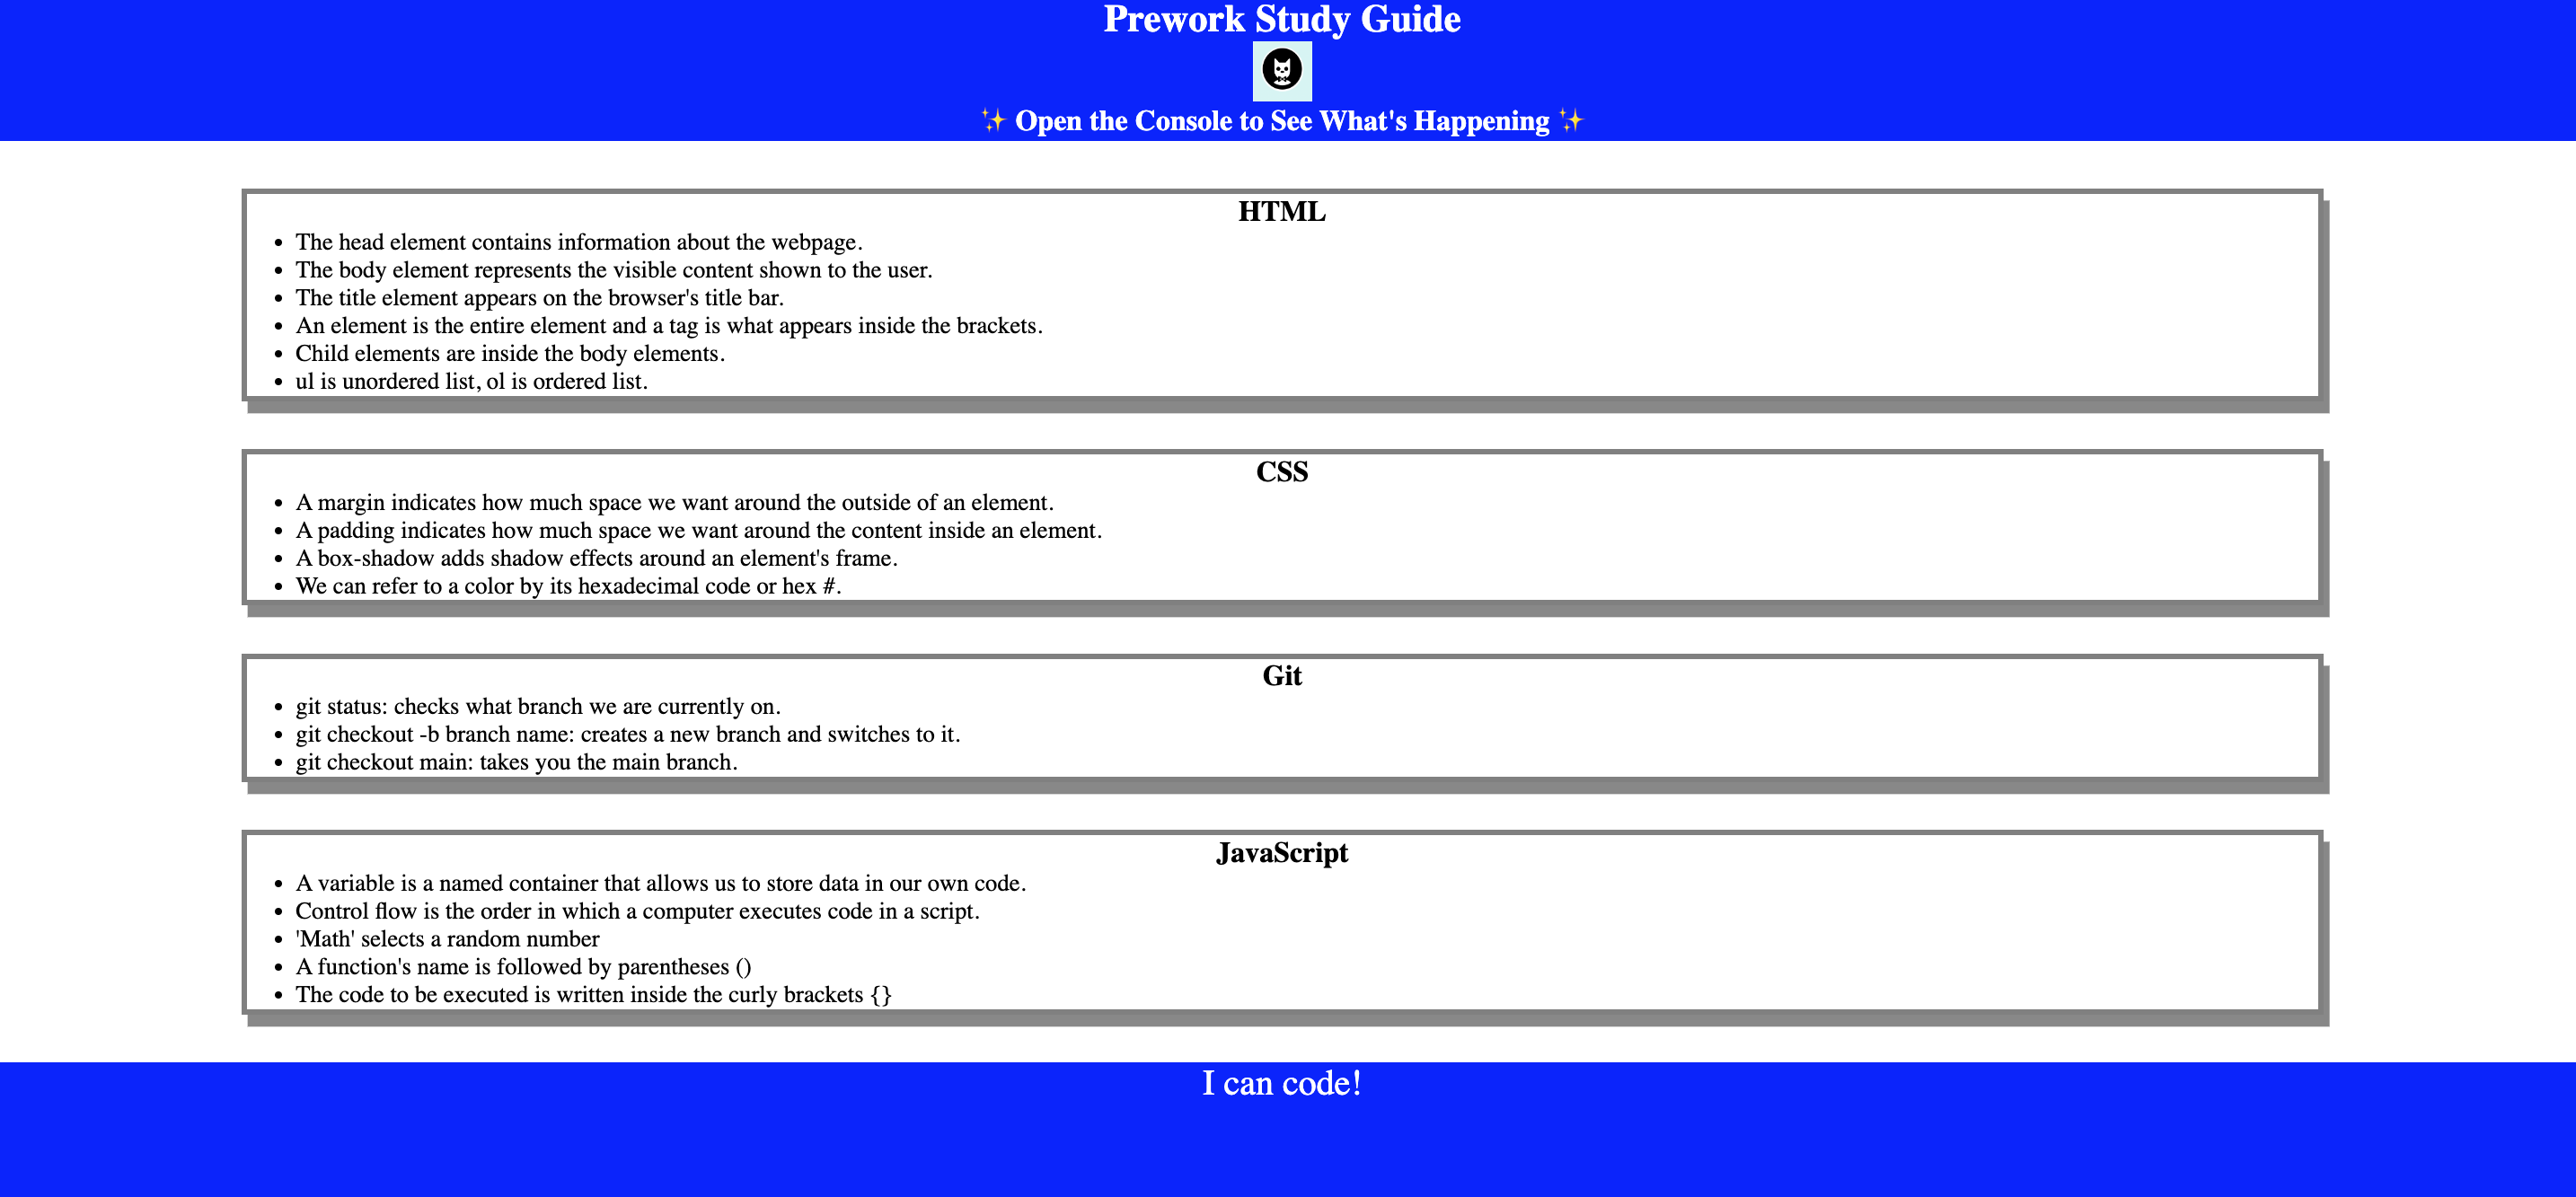 Prework Study Guide
✨ Open the Console to See What's Happening ✨
HTML
• The head element contains information about the webpage.
• The body element represents the visible content shown to the user.
• The title element appears on the browser's title bar.
• An element is the entire element and a tag is what appears inside the brackets.
• Child elements are inside the body elements.
• ul is unordered list, ol is ordered list.
CSS
• A margin indicates how much space we want around the outside of an element.
• A padding indicates how much space we want around the content inside an element.
• A box-shadow adds shadow effects around an element's frame.
• We can refer to a color by its hexadecimal code or hex #.
Git
• git status: checks what branch we are currently on.
• git checkout -b branch name: creates a new branch and switches to it.
• git checkout main: takes you the main branch.
JavaScript
• A variable is a named container that allows us to store data in our own code.
• Control flow is the order in which a computer executes code in a script.
• 'Math' selects a random number
• A function's name is followed by parentheses ()
• The code to be executed is written inside the curly brackets {}
I can code!